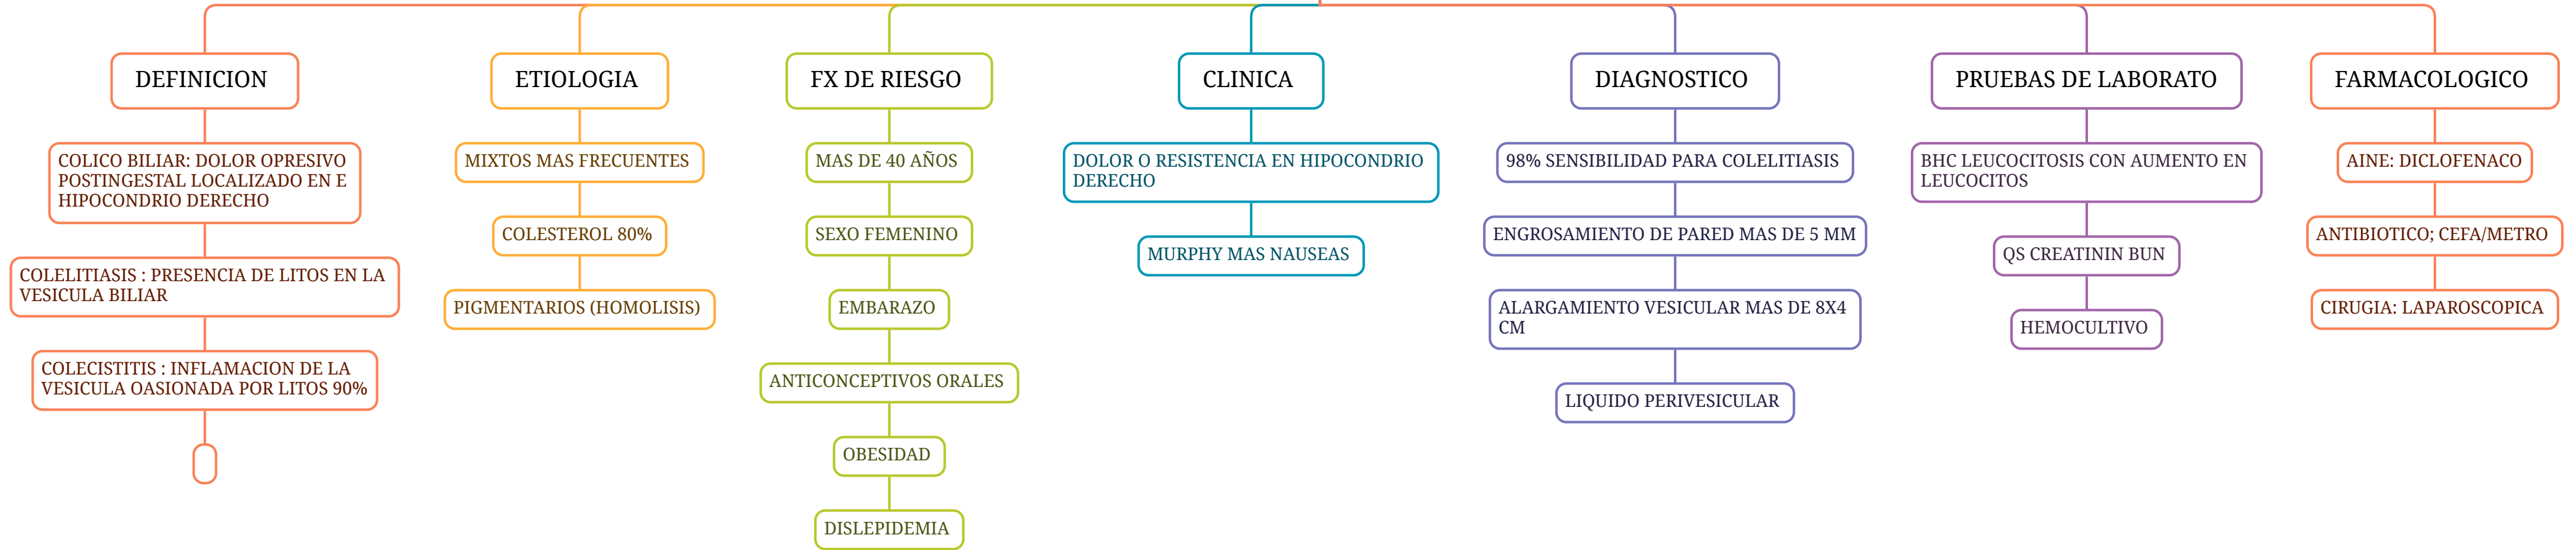 DEFINICION
COLICO BILIAR: DOLOR OPRESIVO
POSTINGESTAL LOCALIZADO EN E
HIPOCONDRIO DERECHO
COLELITIASIS : PRESENCIA DE LITOS EN LA
VESICULA BILIAR
COLECISTITIS : INFLAMACION DE LA
VESICULA OASIONADA POR LITOS 90%
ETIOLOGIA
MIXTOS MAS FRECUENTES
COLESTEROL 80%
PIGMENTARIOS (HOMOLISIS)
FX DE RIESGO
MAS DE 40 AÑOS
SEXO FEMENINO
EMBARAZO
ANTICONCEPTIVOS ORALES
OBESIDAD
DISLEPIDEMIA
CLINICA
DOLOR O RESISTENCIA EN HIPOCONDRIO
DERECHO
MURPHY MAS NAUSEAS
DIAGNOSTICO
98% SENSIBILIDAD PARA COLELITIASIS
ENGROSAMIENTO DE PARED MAS DE 5 MM
ALARGAMIENTO VESICULAR MAS DE 8X4
CM
LIQUIDO PERIVESICULAR
PRUEBAS DE LABORATO
BHC LEUCOCITOSIS CON AUMENTO EN
LEUCOCITOS
QS CREATININ BUN
HEMOCULTIVO
FARMACOLOGICO
AINE: DICLOFENACO
ANTIBIOTICO; CEFA/METRO
CIRUGIA: LAPAROSCOPICA